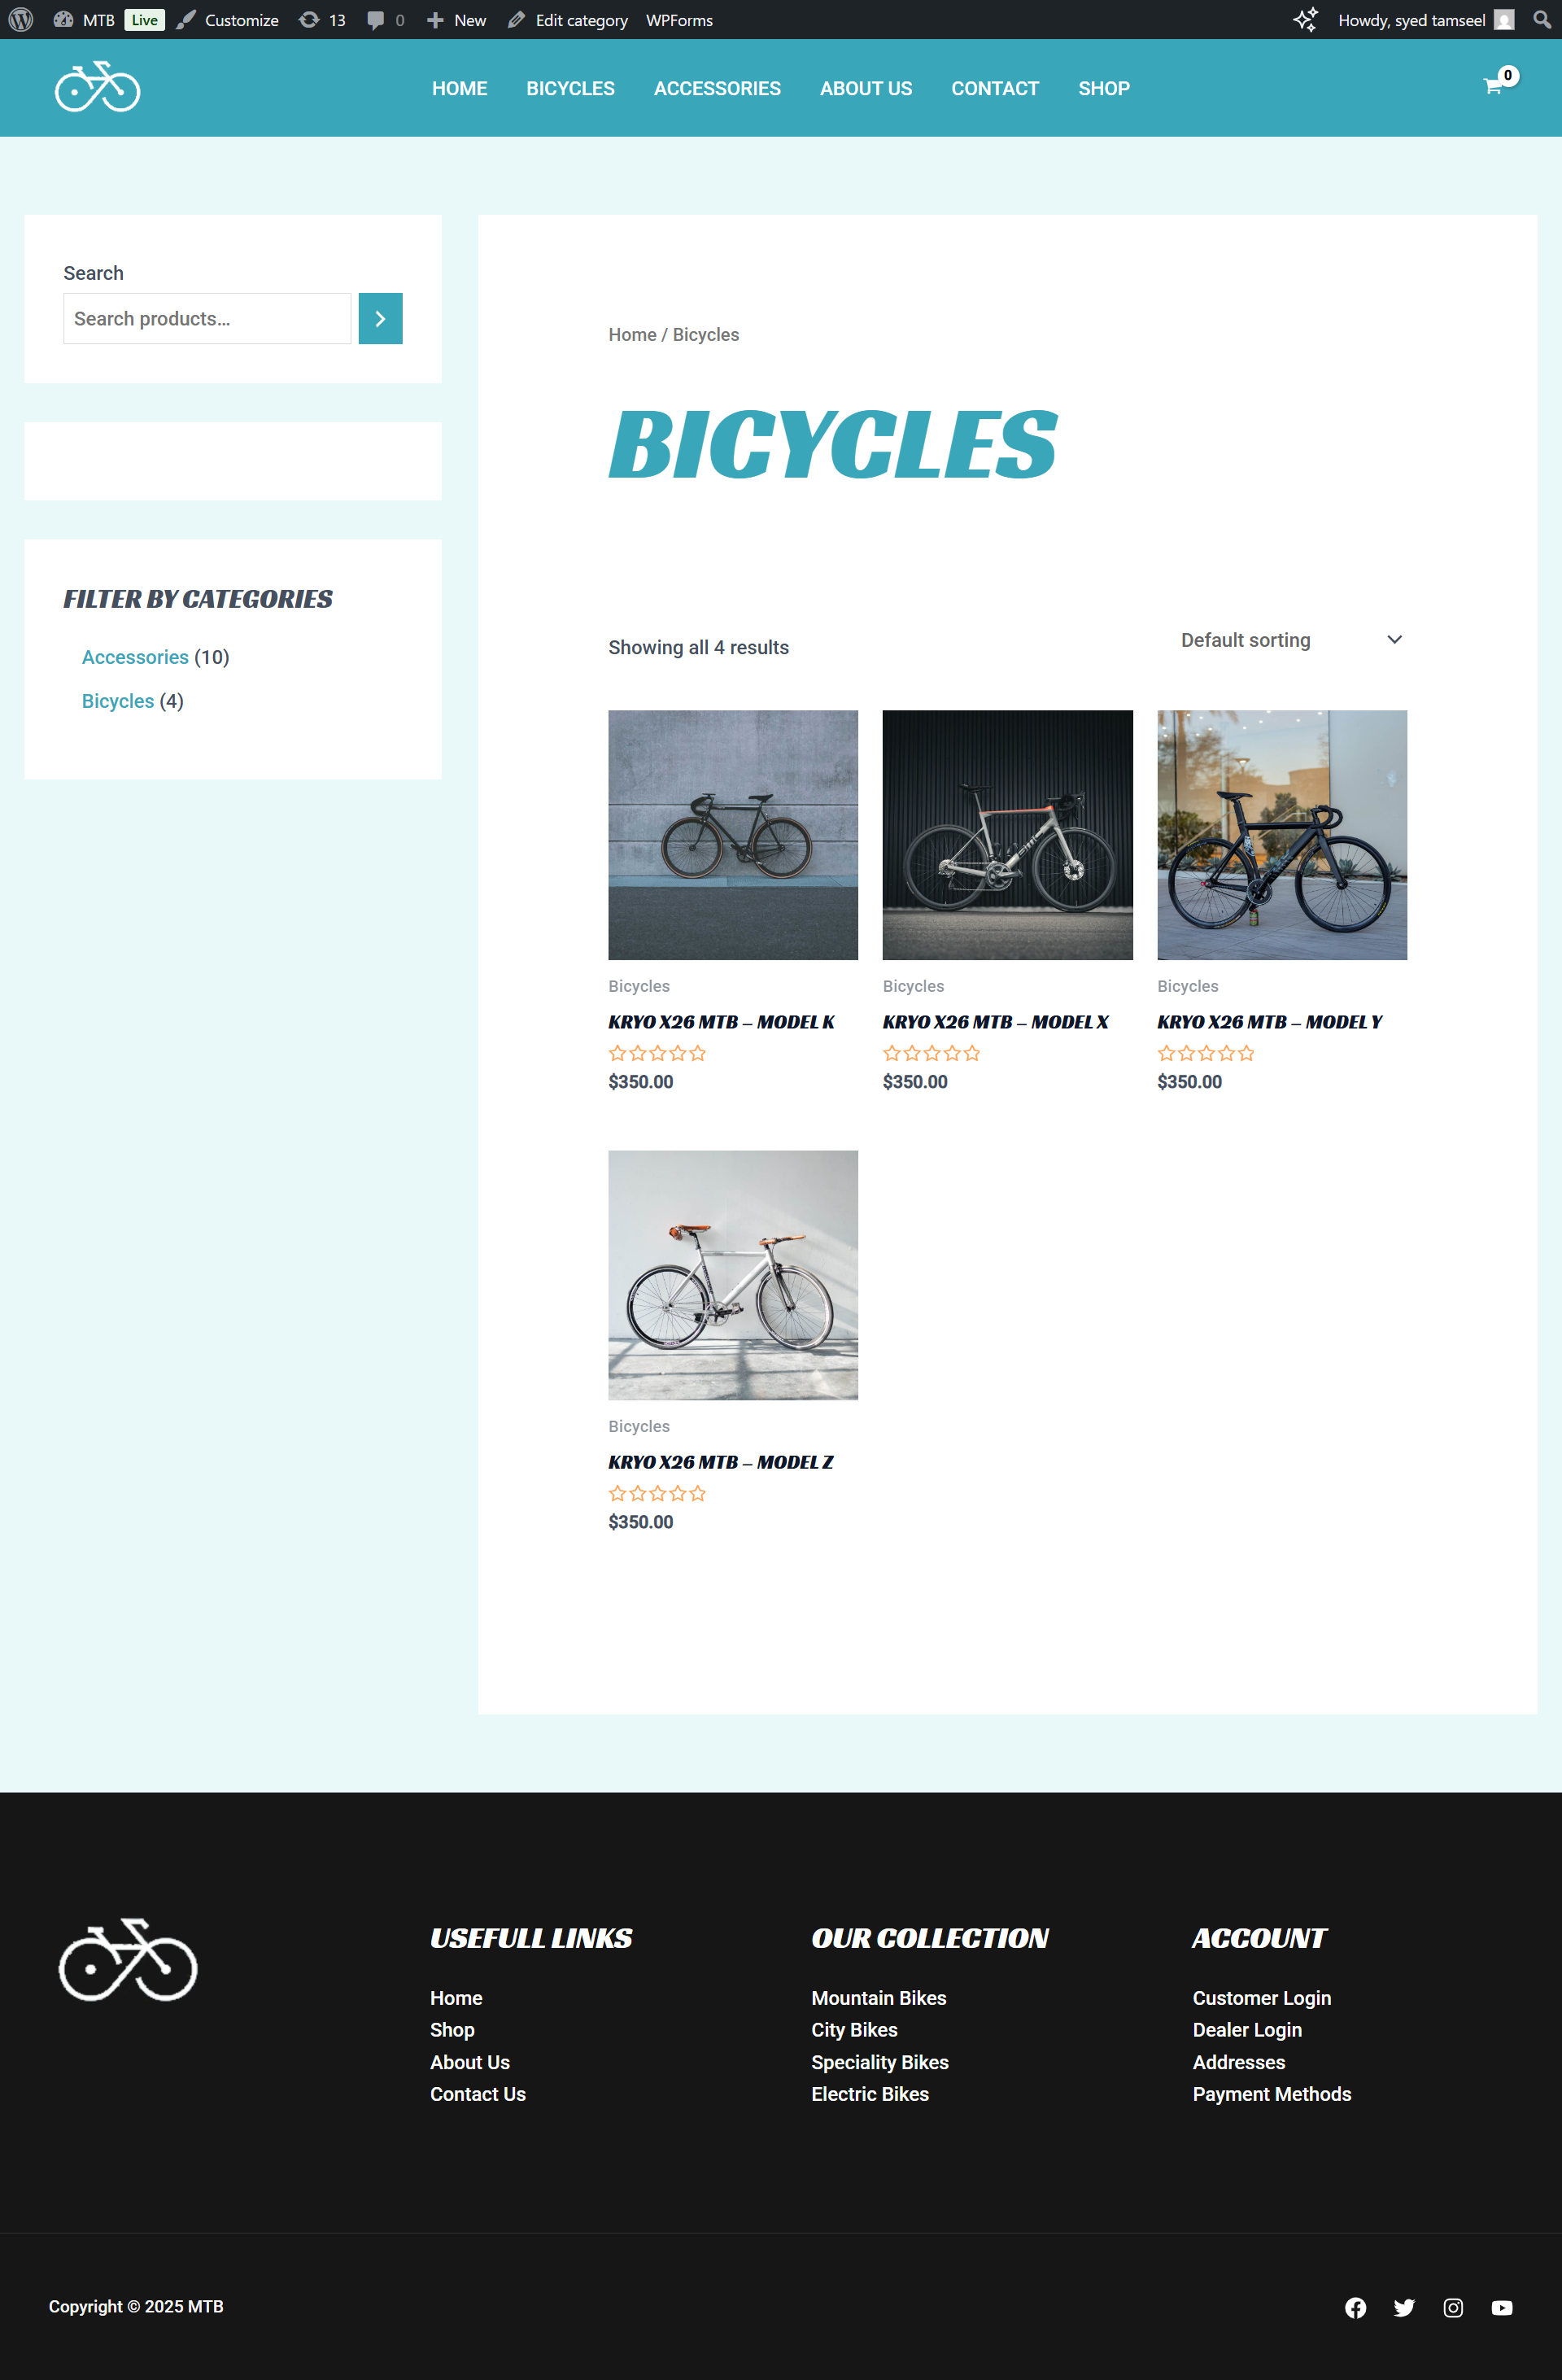 MTB Live Customize 13 0 New Edit category WPForms Howdy, syed tamseel
HOME BICYCLES ACCESSORIES ABOUT US CONTACT SHOP 0
Search
Search products...
FILTER BY CATEGORIES
Accessories (10)
Bicycles (4)
Home / Bicycles
BICYCLES
Showing all 4 results Default sorting
Bicycles Bicycles Bicycles
KRYO X26 MTB – MODEL K KRYO X26 MTB – MODEL X KRYO X26 MTB – MODEL Y
$350.00 $350.00 $350.00
Bicycles
KRYO X26 MTB – MODEL Z
$350.00
USEFULL LINKS OUR COLLECTION ACCOUNT
Home Mountain Bikes Customer Login
Shop City Bikes Dealer Login
About Us Speciality Bikes Addresses
Contact Us Electric Bikes Payment Methods
Copyright © 2025 MTB